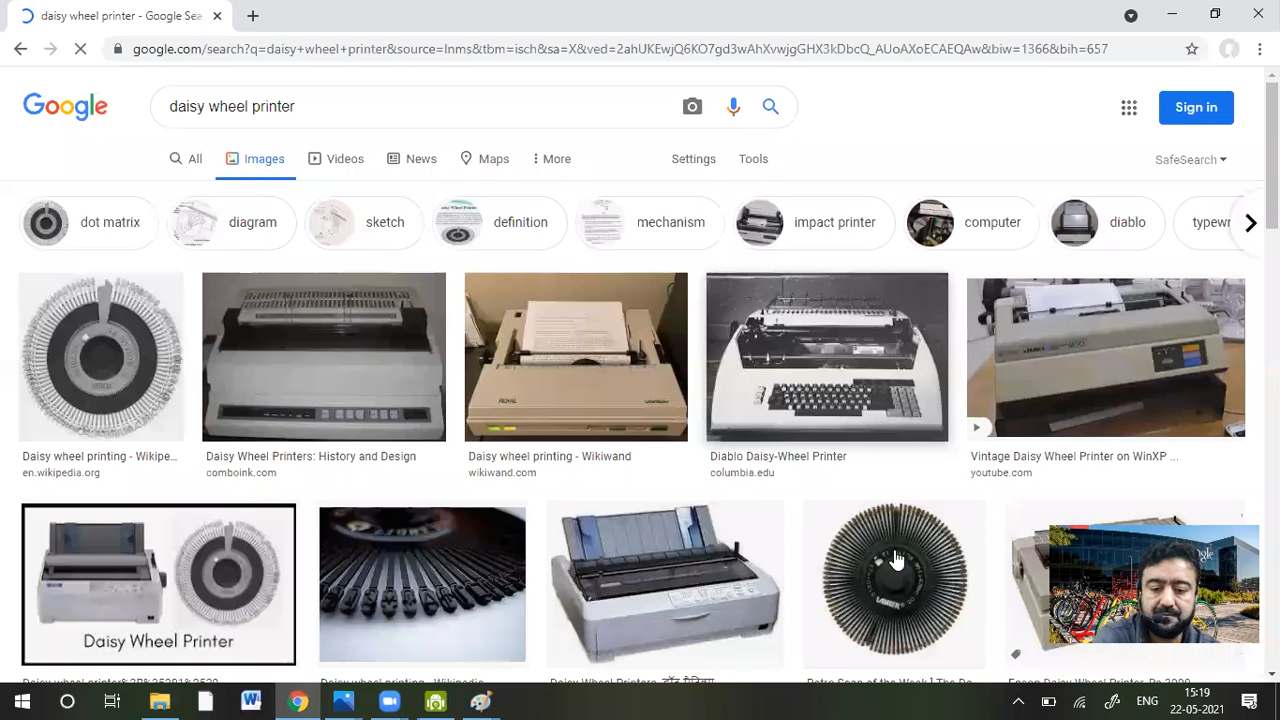 daisy wheel printer - Google Sea
google.com/search?q=daisy+wheel+printer&source=lnms&tbm=isch&sa=X&ved=2ahUKEwjQ6KO7gd3wAhXvwjgGHX3kDbcQ_AUoAXoECAEQAw&biw=1366&bih=657
Google
daisy wheel printer
Sign in
All Images Videos News Maps More Settings Tools SafeSearch
dot matrix diagram sketch definition mechanism impact printer computer diablo typewr
Daisy wheel printing - Wikipe... Daisy Wheel Printers: History and Design Daisy wheel printing - Wikiwand Diablo Daisy-Wheel Printer Vintage Daisy Wheel Printer on WinXP ...
en.wikipedia.org comboink.com wikiwand.com columbia.edu youtube.com
Daisy Wheel Printer
ENG
15:19
22-05-2021